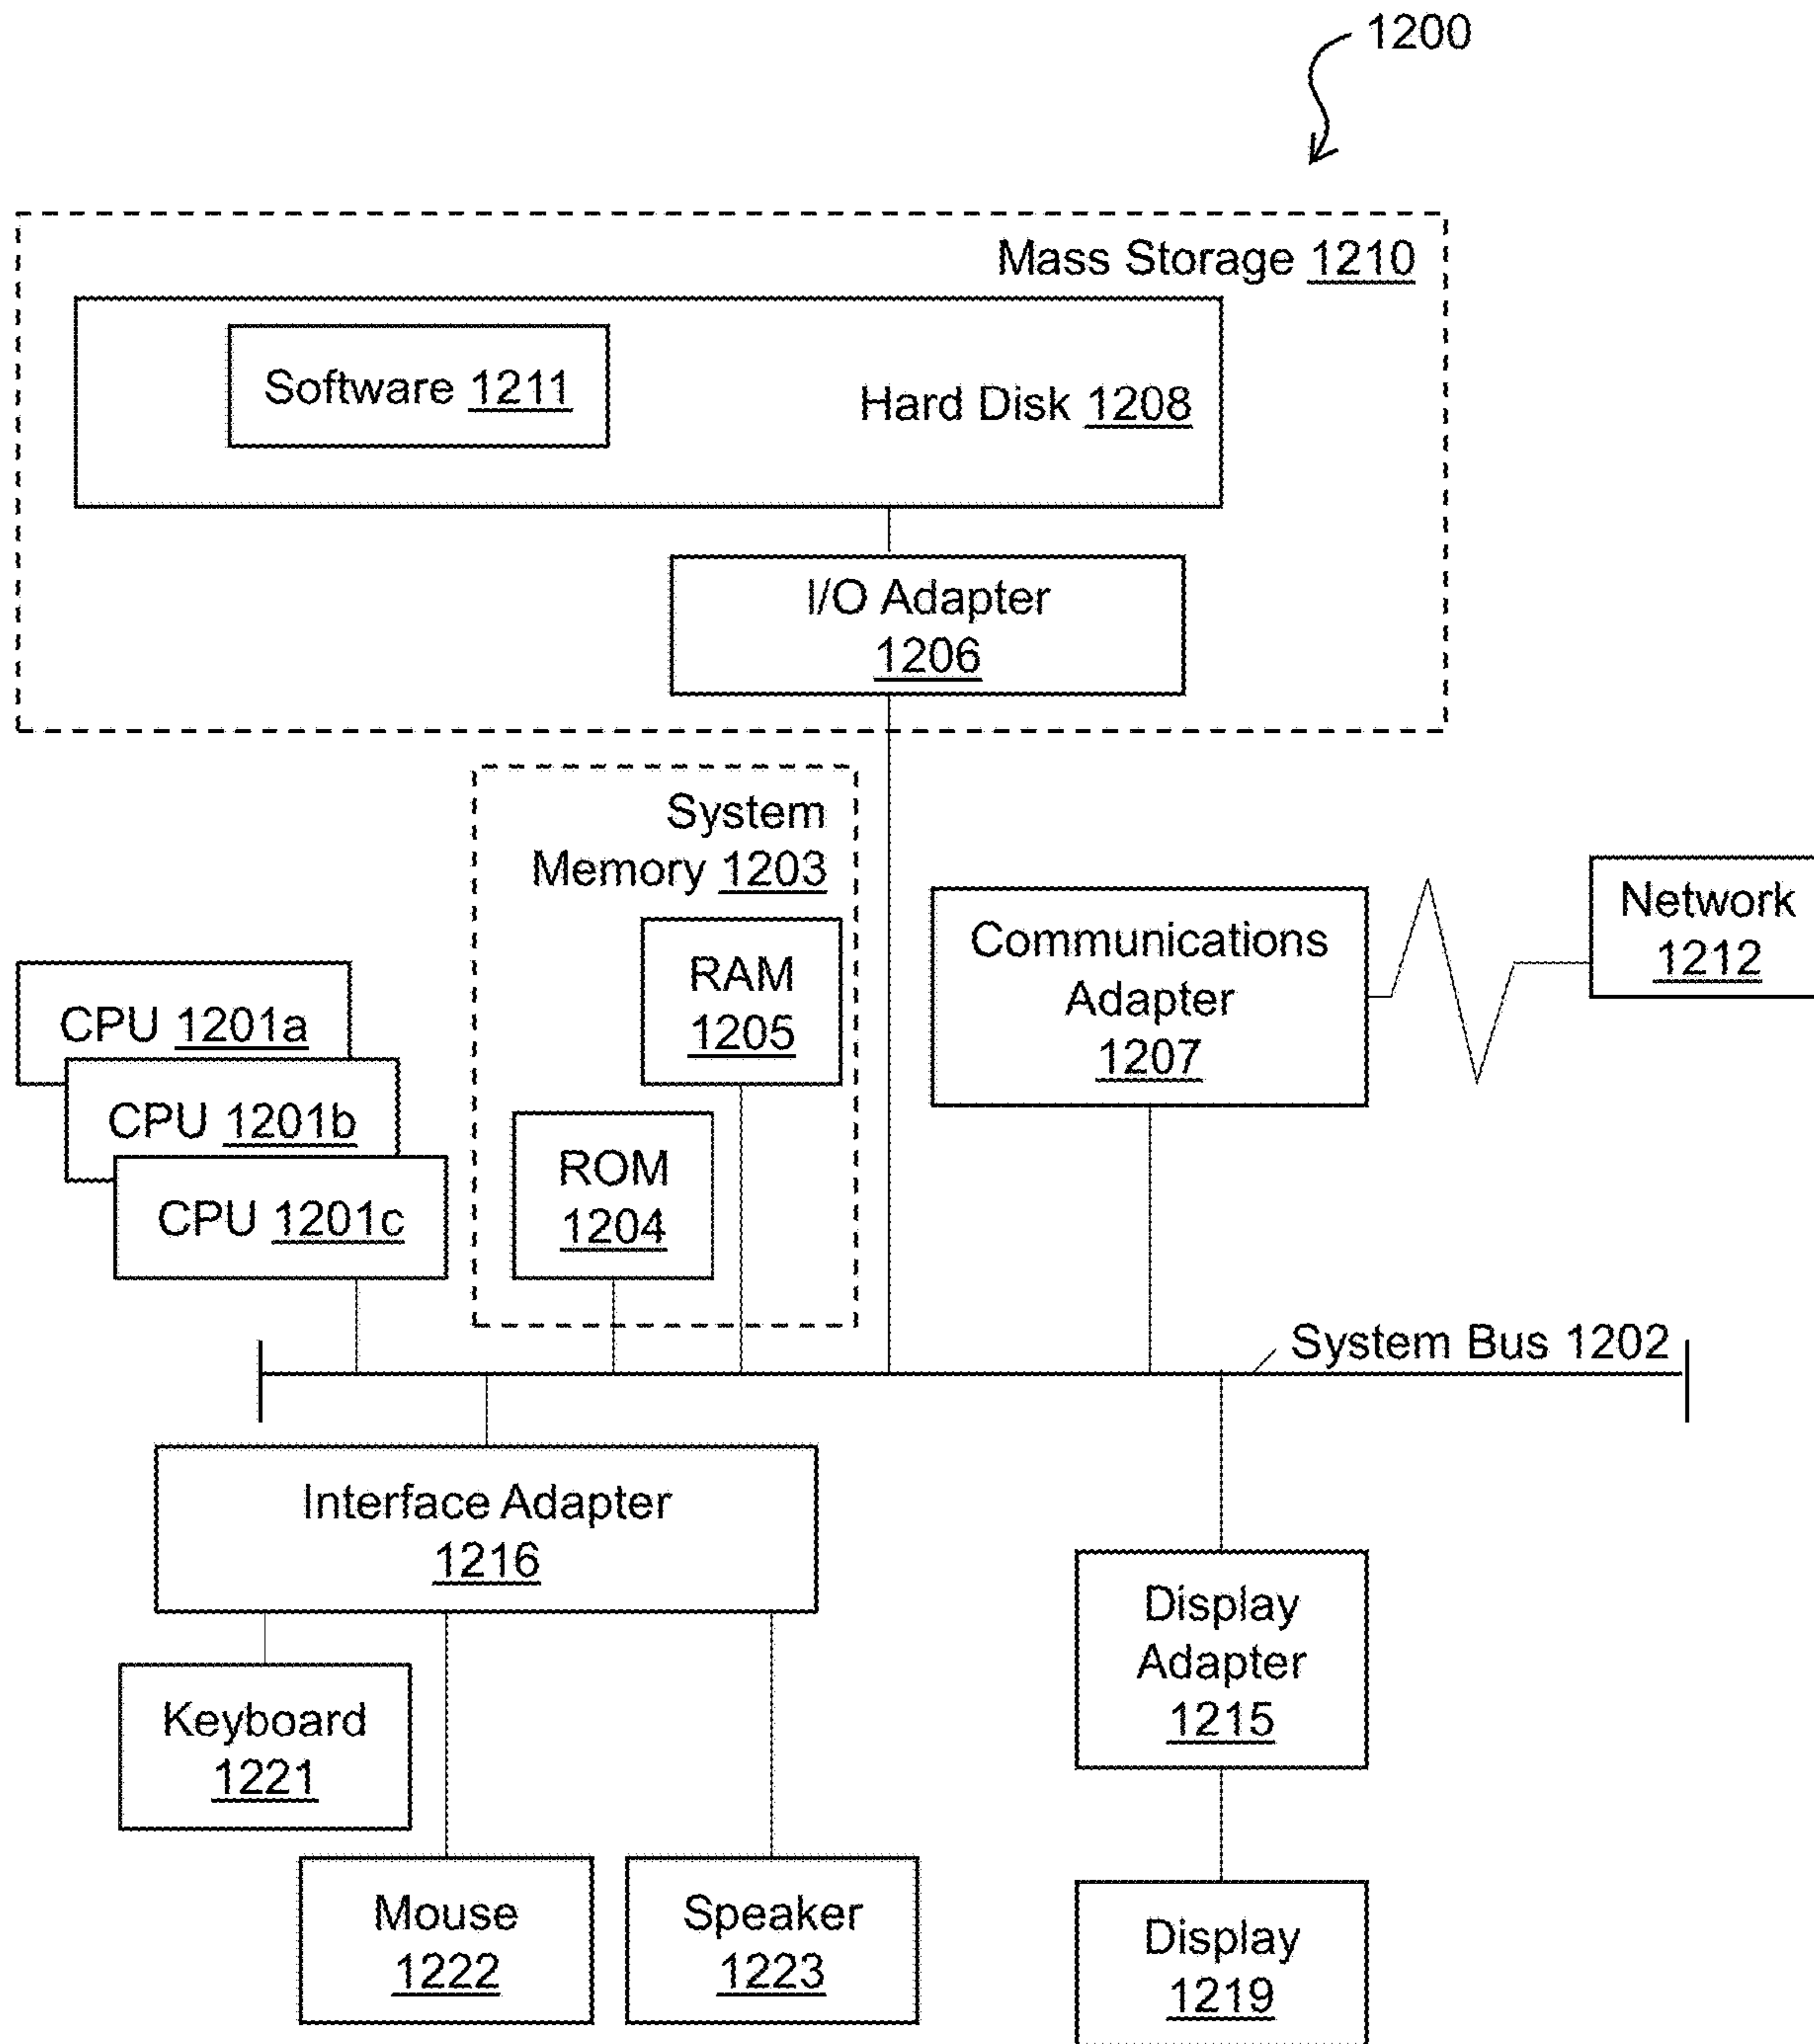 1200
Mass Storage 1210
Software 1211
Hard Disk 1208
I/O Adapter
1206
System
Memory 1203
RAM
1205
ROM
1204
CPU 1201a
CPU 1201b
CPU 1201c
Communications
Adapter
1207
Network
1212
System Bus 1202
Interface Adapter
1216
Keyboard
1221
Mouse
1222
Speaker
1223
Display
Adapter
1215
Display
1219